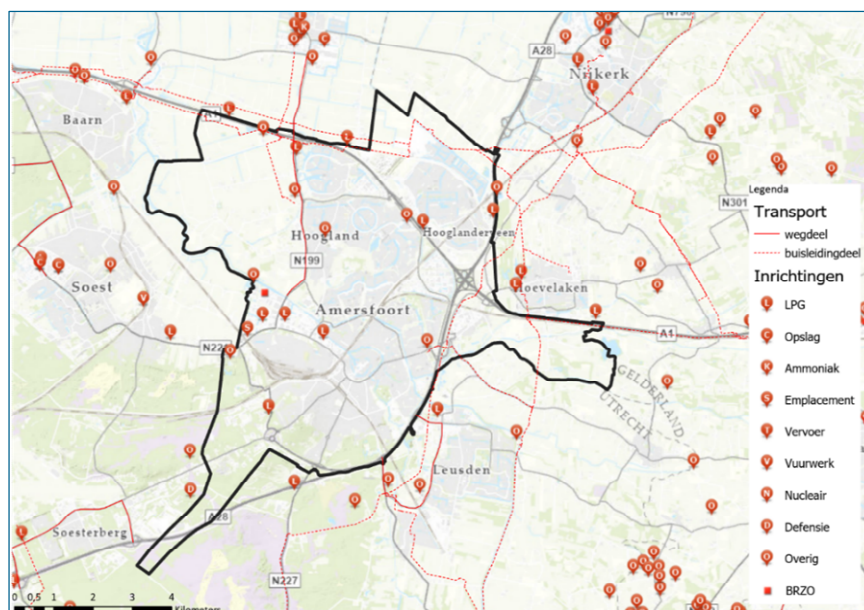 N798
A28
Nijkerk
A1
Baarn
N301
Hoogland
Hooglanderveen
N199
Soest
Hoevelaken
Amersfoort
A1
N221
GELDERLAND
UTRECHT
Leusden
Soesterberg
A28
N227
0 0,5 1 2 3 4
Kilometers
Legenda
Transport
wegdeel
buisleidingdeel
Inrichtingen
L LPG
C Opslag
K Ammoniak
S Emplacement
T Vervoer
V Vuurwerk
N Nucleair
D Defensie
O Overig
BRZO